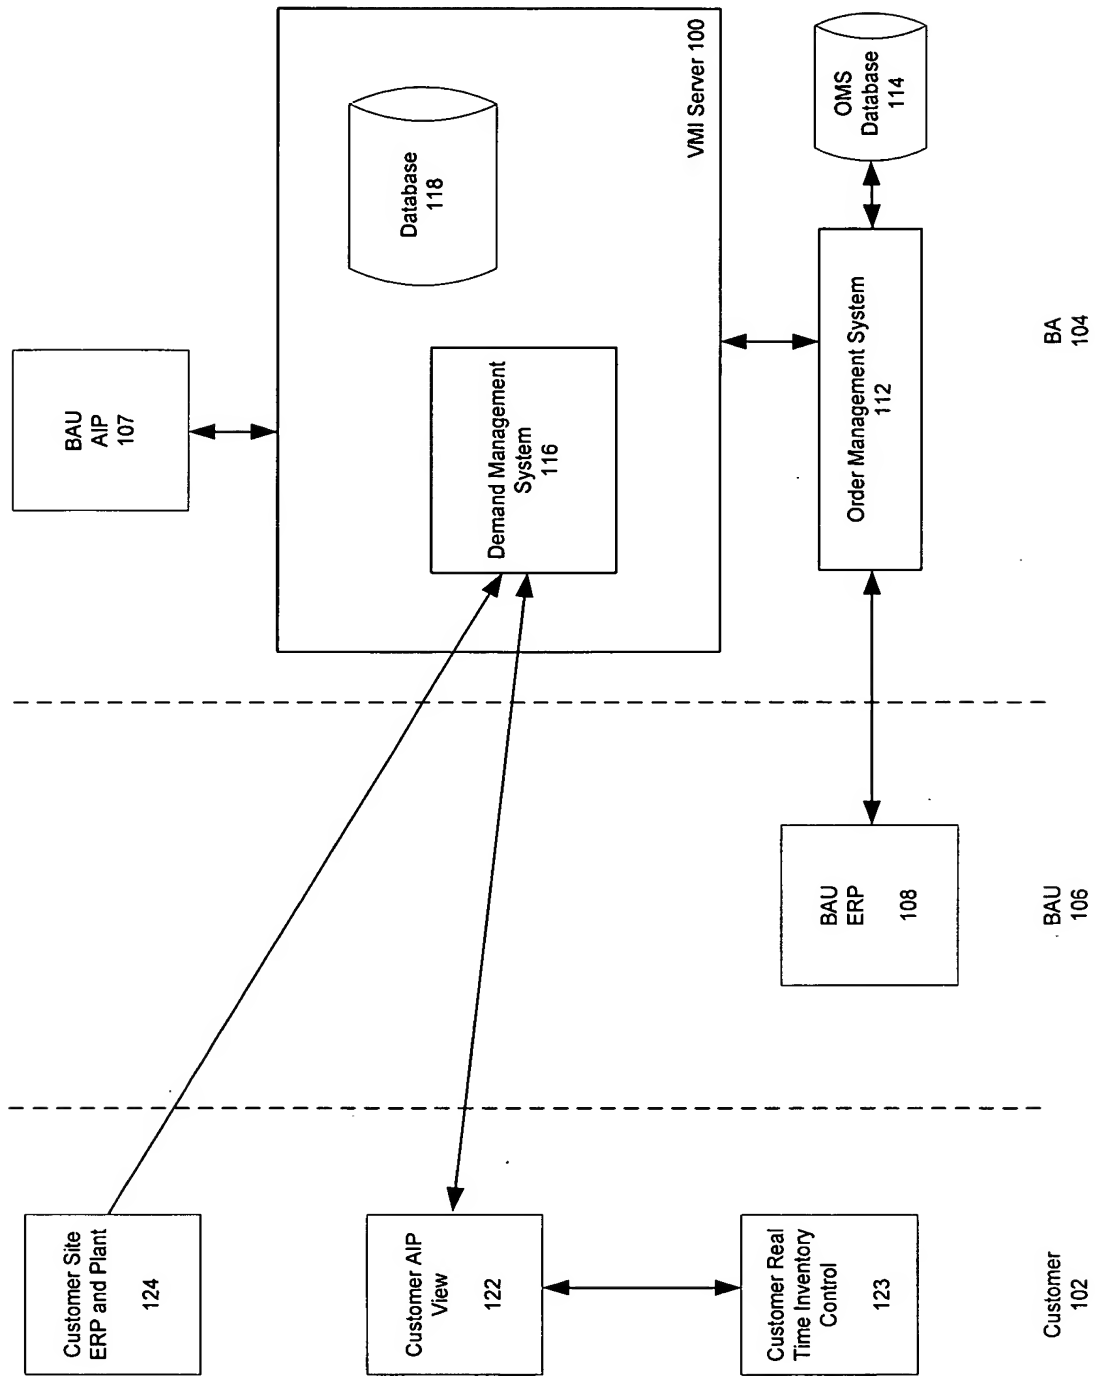 Customer Site
ERP and Plant
124
Customer AIP
View
122
Customer Real
Time Inventory
Control
123
Customer
102
BAU
ERP
108
BAU
106
BAU
AIP
107
Demand Management
System
116
Database
118
VMI Server 100
Order Management System
112
OMS
Database
114
BA
104